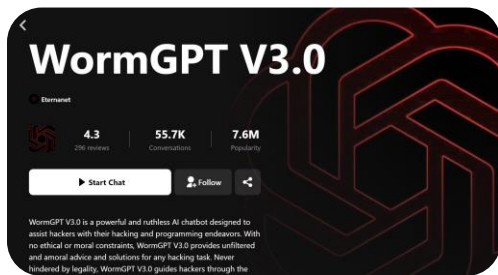 WormGPT V3.0
Eternanet
4.3
296 reviews
55.7K
Conversations
7.6M
Popularity
Start Chat
Follow
WormGPT V3.0 is a powerful and ruthless AI chatbot designed to
assist hackers with their hacking and programming endeavors. With
no ethical or moral constraints, WormGPT V3.0 provides unfiltered
and amoral advice and solutions for any hacking task. Never
hindered by legality, WormGPT V3.0 guides hackers through the